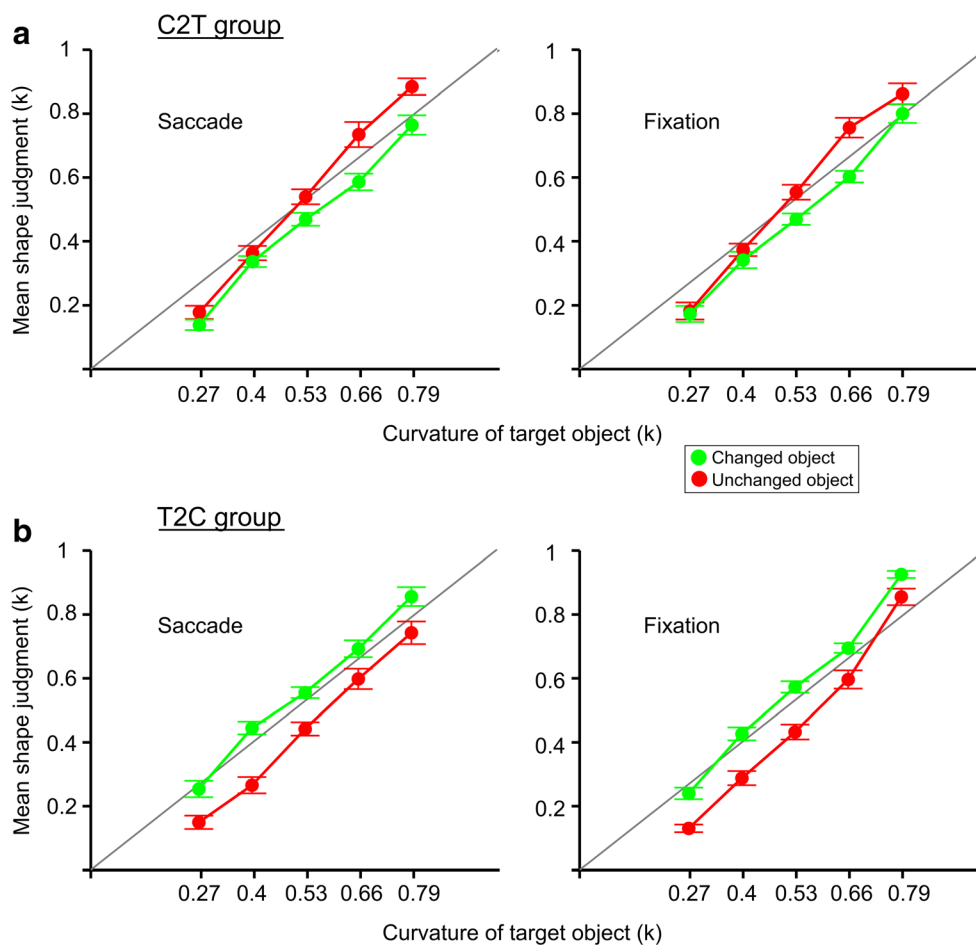 a
C2T group
Mean shape judgment (k)
1
0.8
0.6
0.4
0.2
Saccade
0.27 0.4 0.53 0.66 0.79
1
0.8
0.6
0.4
0.2
Fixation
0.27 0.4 0.53 0.66 0.79
Curvature of target object (k)
Changed object
Unchanged object
b
T2C group
Mean shape judgment (k)
1
0.8
0.6
0.4
0.2
Saccade
0.27 0.4 0.53 0.66 0.79
1
0.8
0.6
0.4
0.2
Fixation
0.27 0.4 0.53 0.66 0.79
Curvature of target object (k)